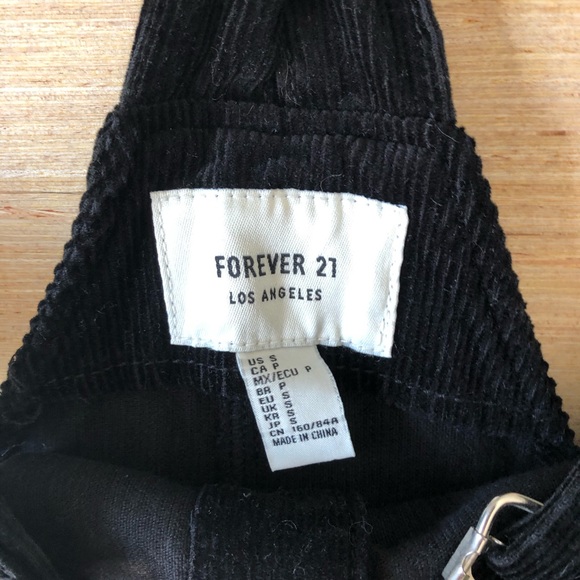 FOREVER 21
LOS ANGELES
US S
CA P
MX/ECU P
BR P
EU S
UK S
KR S
JP S
CN 160/84A
MADE IN CHINA